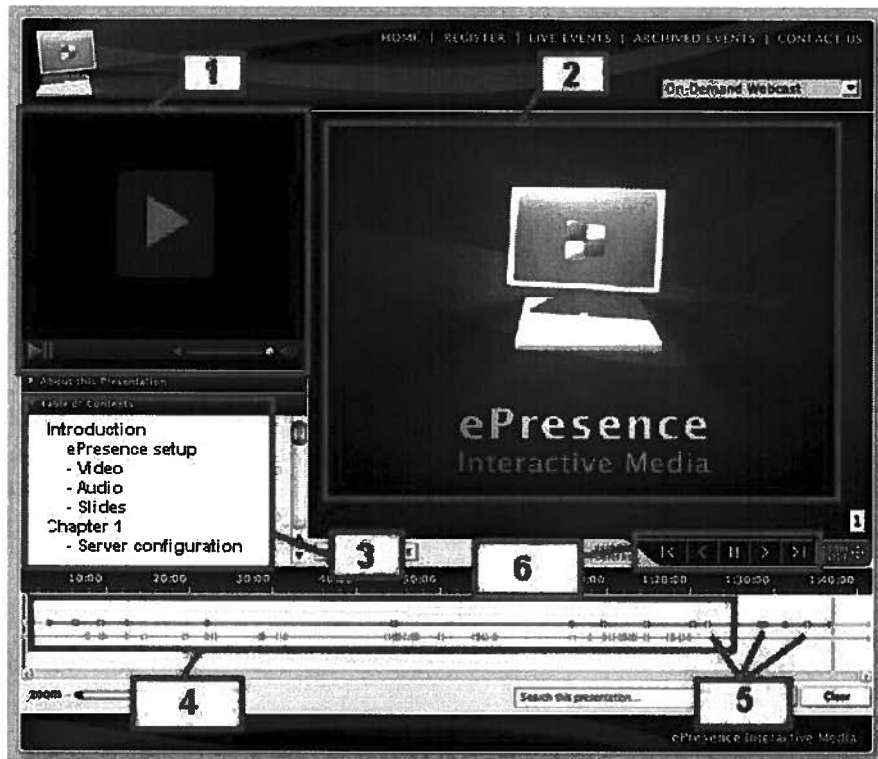 HOME | REGISTER | LIVE EVENTS | ARCHIVED EVENTS | CONTACT US
1
2
On-Demand Webcast
About this Presentation
Table of Contents
Introduction
ePresence setup
- Video
- Audio
- Slides
Chapter 1
- Server configuration
ePresence
Interactive Media
1
3
6
10:00 20:00 30:00 1:20:00 1:30:00 1:40:00
zoom
4
Search this presentation...
5
Clear
ePresence Interactive Media